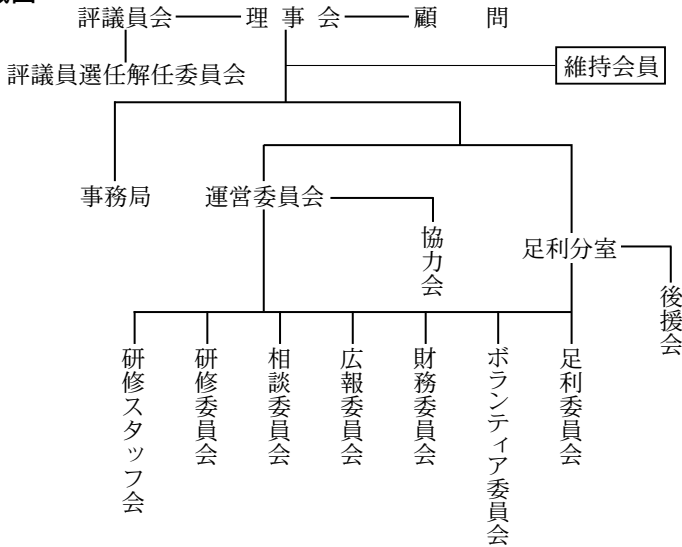 評議員会
理事会
顧問
評議員選任解任委員会
維持会員
事務局
運営委員会
協力会
足利分室
後援会
研修スタッフ会
研修委員会
相談委員会
広報委員会
財務委員会
ボランティア委員会
足利委員会